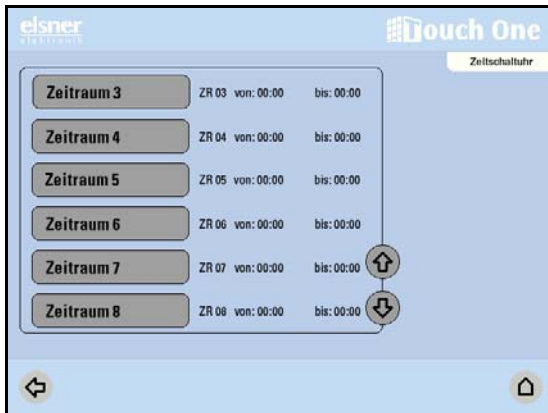 elsner
elektronik
Touch One
Zeitschaltuhr
Zeitraum 3 ZR 03 von: 00:00 bis: 00:00
Zeitraum 4 ZR 04 von: 00:00 bis: 00:00
Zeitraum 5 ZR 05 von: 00:00 bis: 00:00
Zeitraum 6 ZR 06 von: 00:00 bis: 00:00
Zeitraum 7 ZR 07 von: 00:00 bis: 00:00
Zeitraum 8 ZR 08 von: 00:00 bis: 00:00